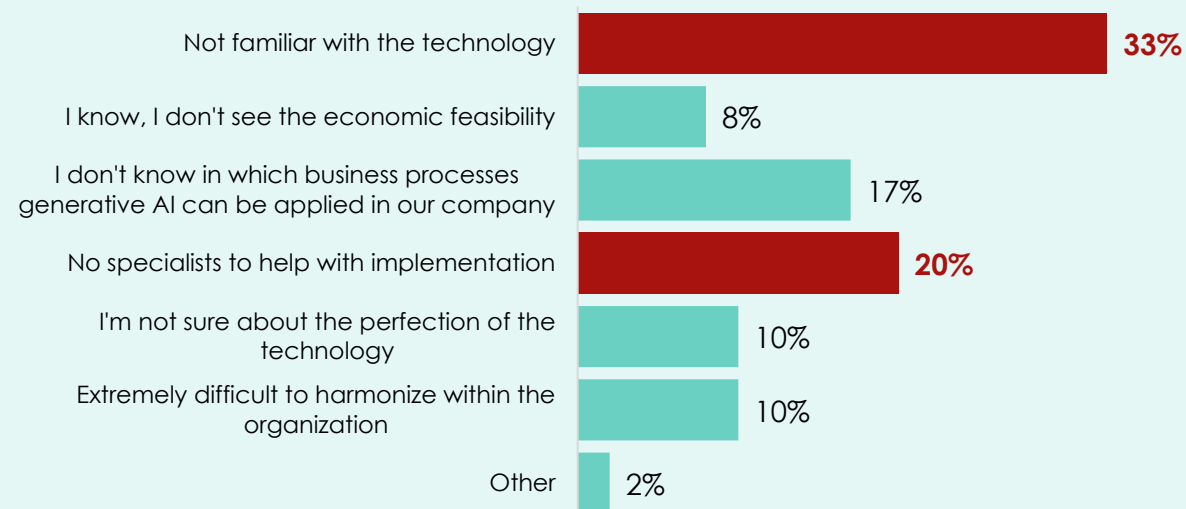 Not familiar with the technology
33%
I know, I don't see the economic feasibility
8%
I don't know in which business processes
generative AI can be applied in our company
17%
No specialists to help with implementation
20%
I'm not sure about the perfection of the
technology
10%
Extremely difficult to harmonize within the
organization
10%
Other
2%